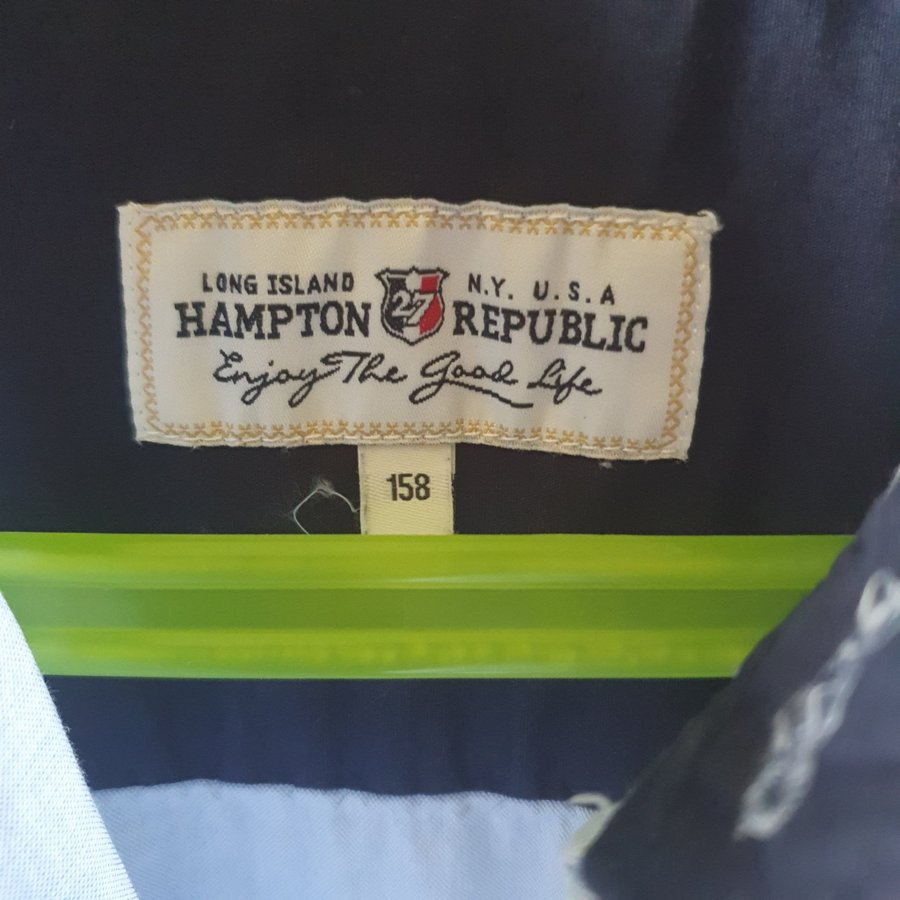 LONG ISLAND N.Y. U.S.A
HAMPTON 27 REPUBLIC
Enjoy The Good Life
158